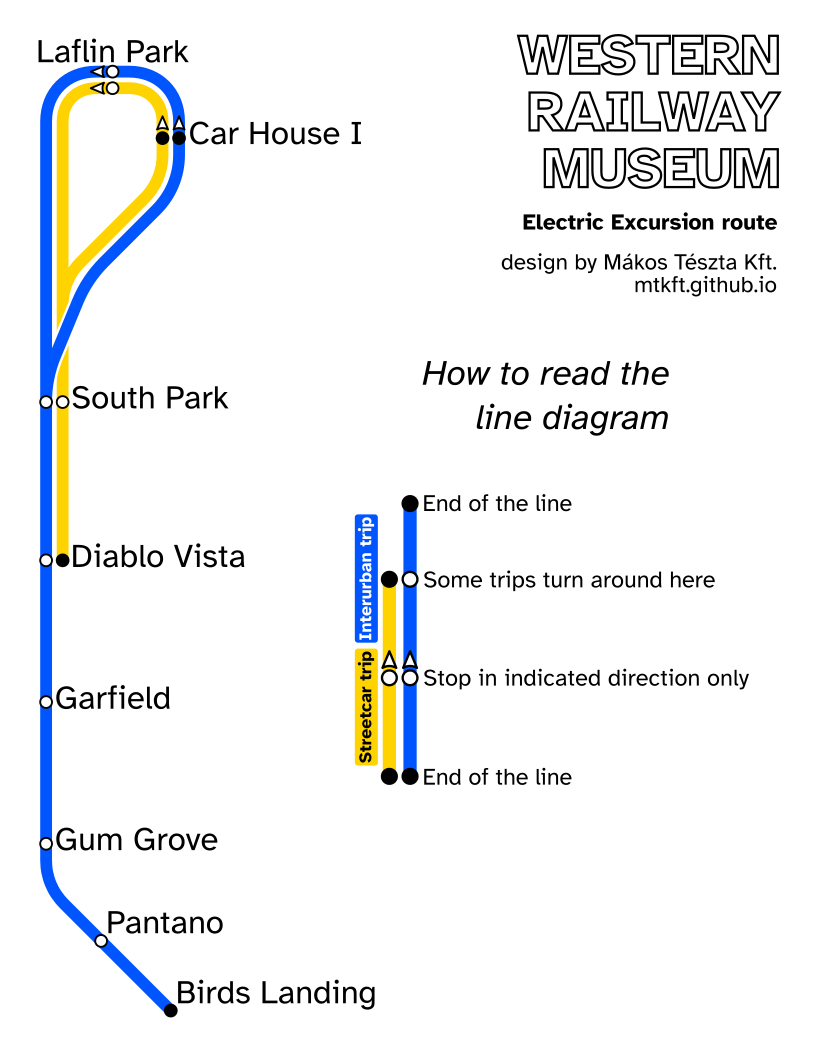 WESTERN
RAILWAY
MUSEUM
Electric Excursion route
design by Mákos Tészta Kft.
mtkft.github.io
Laflin Park
Car House I
South Park
Diablo Vista
Garfield
Gum Grove
Pantano
Birds Landing
How to read the
line diagram
Interurban trip
Streetcar trip
End of the line
Some trips turn around here
Stop in indicated direction only
End of the line